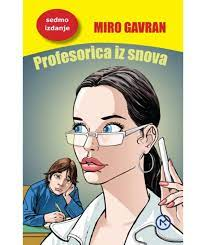 sedmo
izdanje
MIRO GAVRAN
Profesorica iz snova